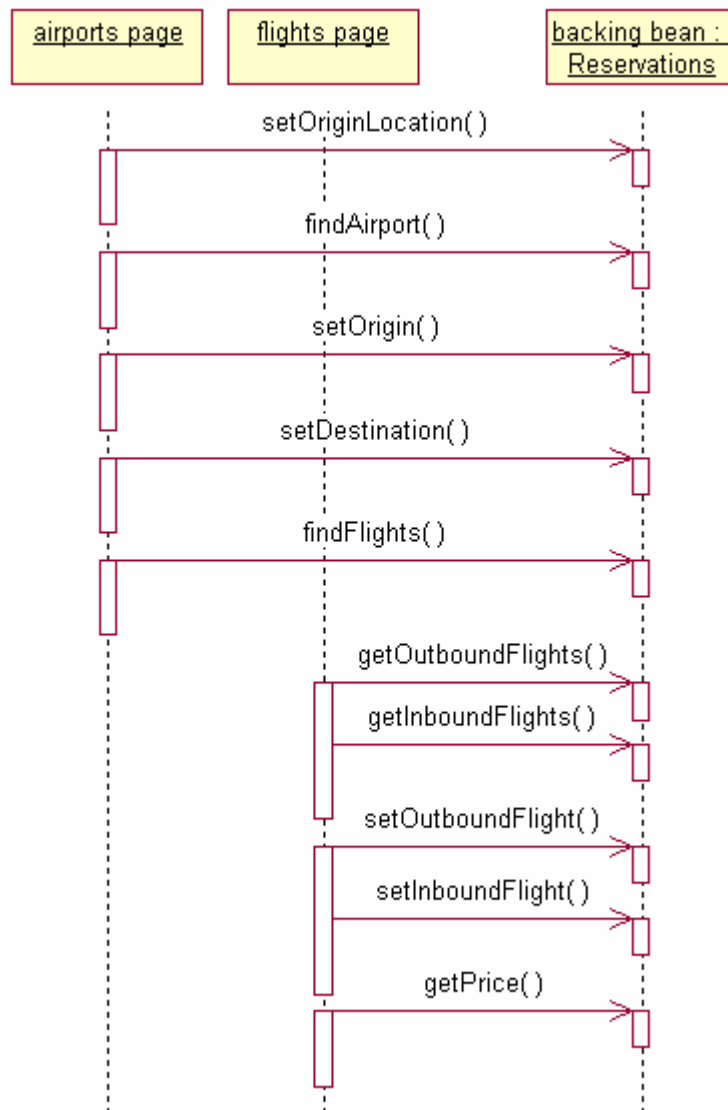 airports page
flights page
backing bean :
Reservations
setOriginLocation( )
findAirport( )
setOrigin( )
setDestination( )
findFlights( )
getOutboundFlights( )
getInboundFlights( )
setOutboundFlight( )
setInboundFlight( )
getPrice( )